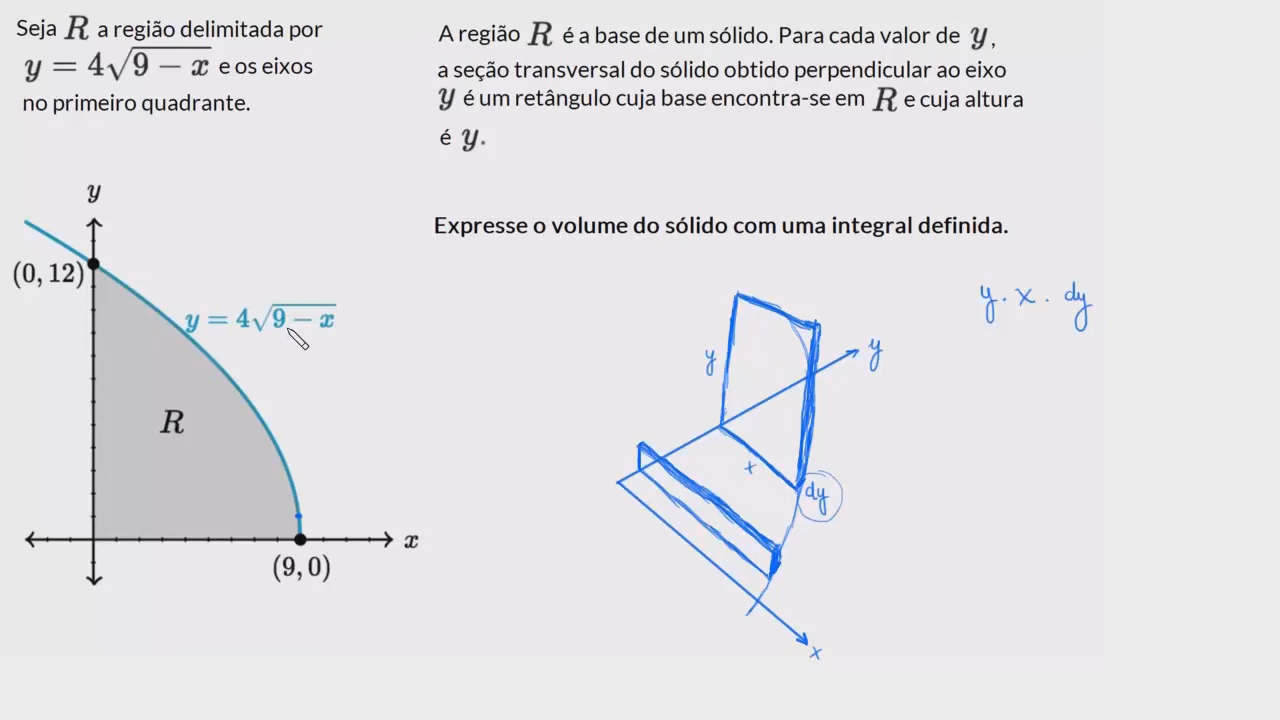 Seja R a região delimitada por
y = 4√(9 − x) e os eixos
no primeiro quadrante.
A região R é a base de um sólido. Para cada valor de y,
a seção transversal do sólido obtido perpendicular ao eixo
y é um retângulo cuja base encontra-se em R e cuja altura
é y.
Expresse o volume do sólido com uma integral definida.
y
(0, 12)
y = 4√(9 − x)
R
x
(9, 0)
y
y
x
dy
x
y · x · dy